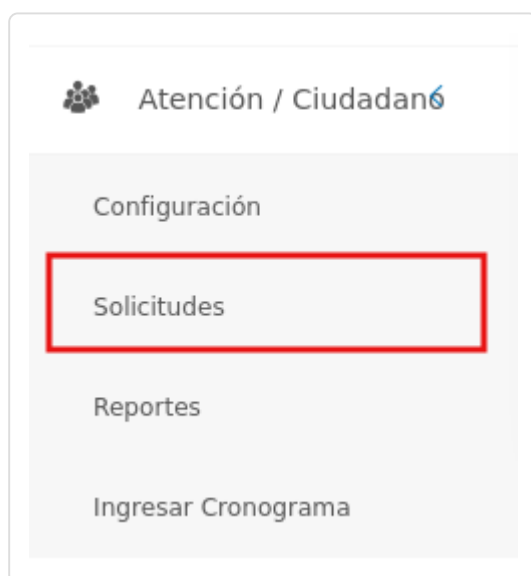 Atención / Ciudadano
Configuración
Solicitudes
Reportes
Ingresar Cronograma